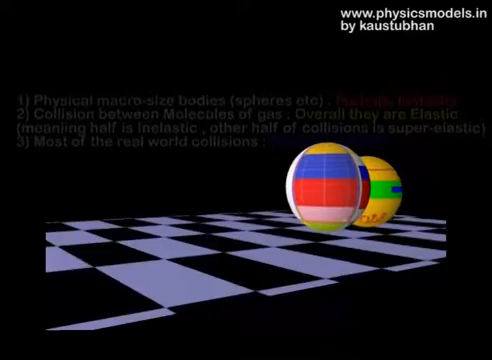 www.physicsmodels.in
by kaustubhan
1) Physical macro-size bodies (spheres etc) :
2) Collision between Molecules of gas : Overall they are Elastic
(meaning half is Inelastic , other half of collisions is super-elastic)
3) Most of the real world collisions :